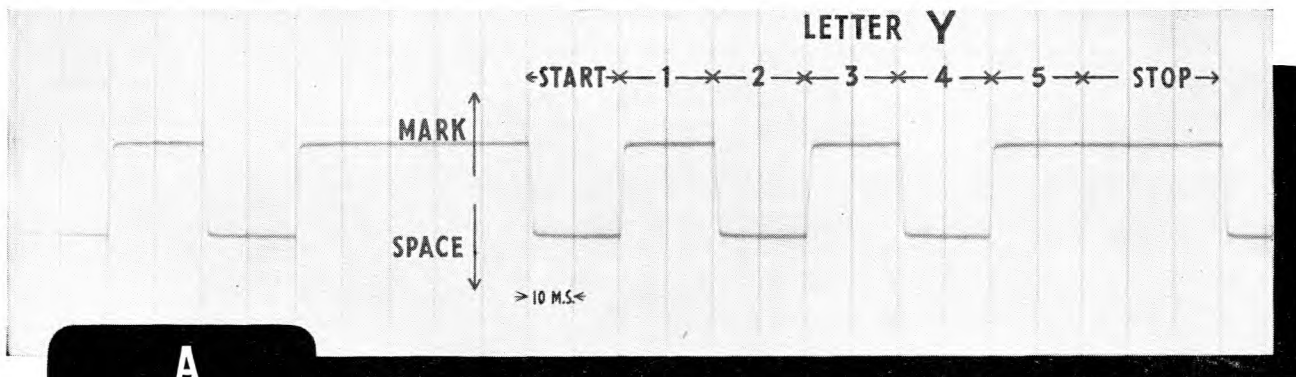 LETTER Y
START 1 2 3 4 5 STOP
MARK
SPACE
10 M.S.
A